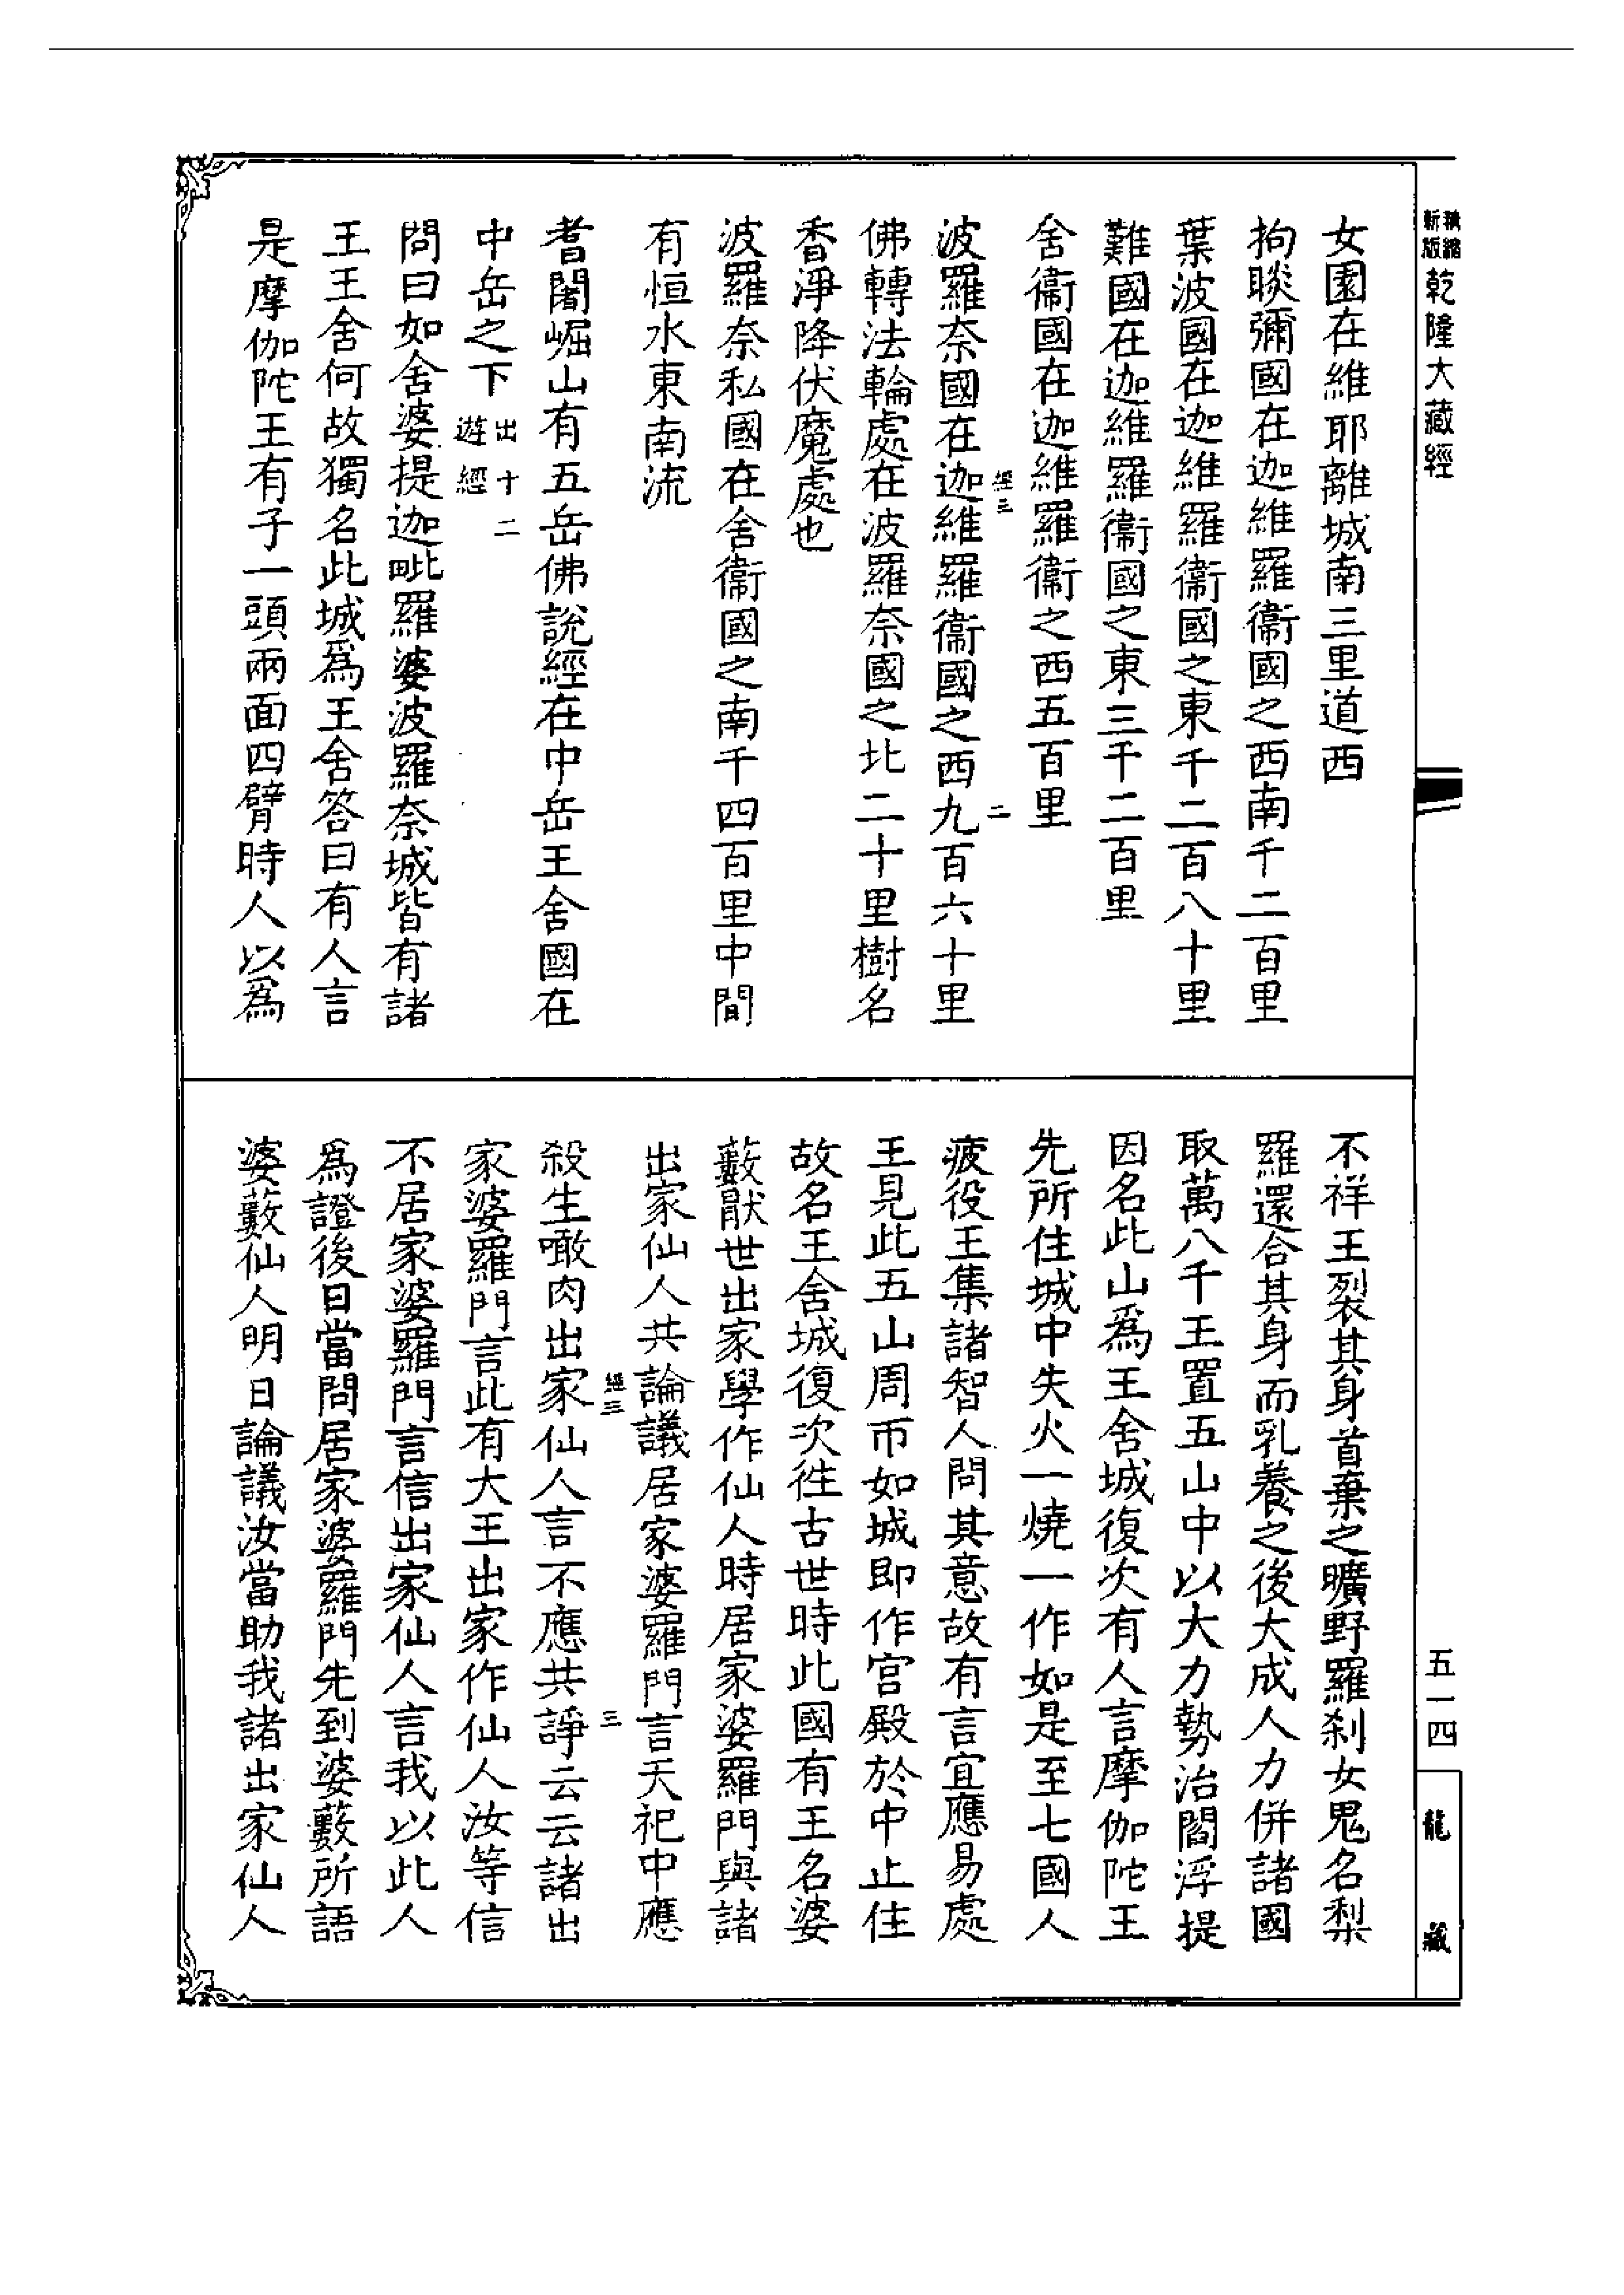 精縮
新版
乾隆大藏經
女園在維耶離城南三里道西
拘睒彌國在迦維羅衛國之西南千二百里
葉波國在迦維羅衛國之東千二百八十里
難國在迦維羅衛國之東三千二百里
舍衛國在迦維羅衛之西五百里
經三
二
波羅奈國在迦維羅衛國之西九百六十里
佛轉法輪處在波羅奈國之北二十里樹名
香淨降伏魔處也
波羅奈私國在舍衛國之南千四百里中間
有恒水東南流
耆闍崛山有五岳佛說經在中岳王舍國在
中岳之下出十二
遊經
問曰如舍婆提迦毗羅婆波羅奈城皆有諸
王王舍何故獨名此城爲王舍答曰有人言
是摩伽陀王有子一頭兩面四臂時人以爲
不祥王裂其身首棄之曠野羅刹女鬼名梨
羅還合其身而乳養之後大成人力併諸國
取萬八千王置五山中以大力勢治閻浮提
因名此山爲王舍城復次有人言摩伽陀王
先所住城中失火一燒一作如是至七國人
疲役王集諸智人問其意故有言宜應易處
王見此五山周帀如城即作宮殿於中止住
故名王舍城復次徃古世時此國有王名婆
藪猒世出家學作仙人時居家婆羅門與諸
出家仙人共論議居家婆羅門言天祀中應
經三
三
殺生噉肉出家仙人言不應共諍云云諸出
家婆羅門言此有大王出家作仙人汝等信
不居家婆羅門言信出家仙人言我以此人
爲證後日當問居家婆羅門先到婆藪所語
婆藪仙人明日論議汝當助我諸出家仙人
五一四
龍藏